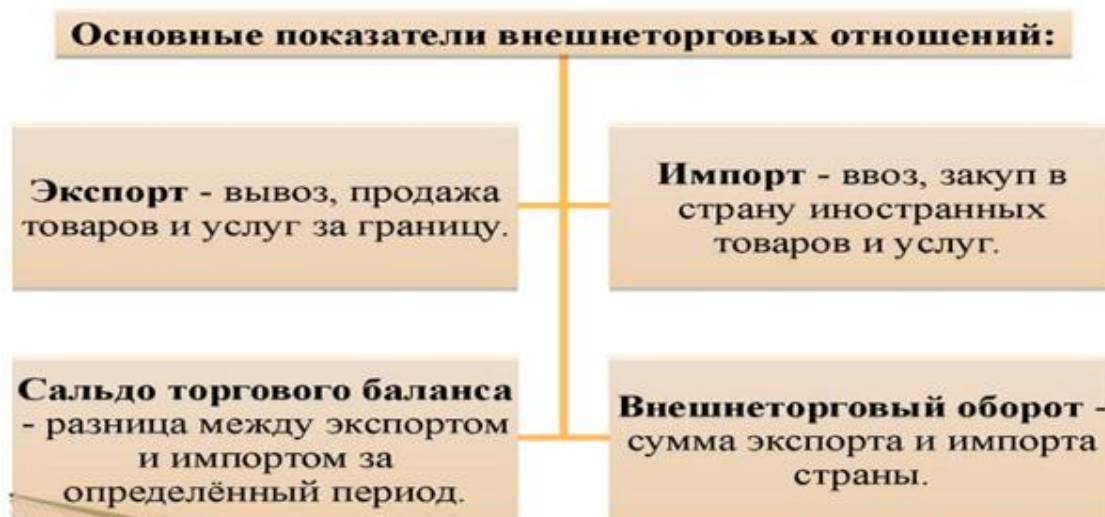 Основные показатели внешнеторговых отношений:
Экспорт - вывоз, продажа
товаров и услуг за границу.
Импорт - ввоз, закуп в
страну иностранных
товаров и услуг.
Сальдо торгового баланса
- разница между экспортом
и импортом за
определённый период.
Внешнеторговый оборот -
сумма экспорта и импорта
страны.